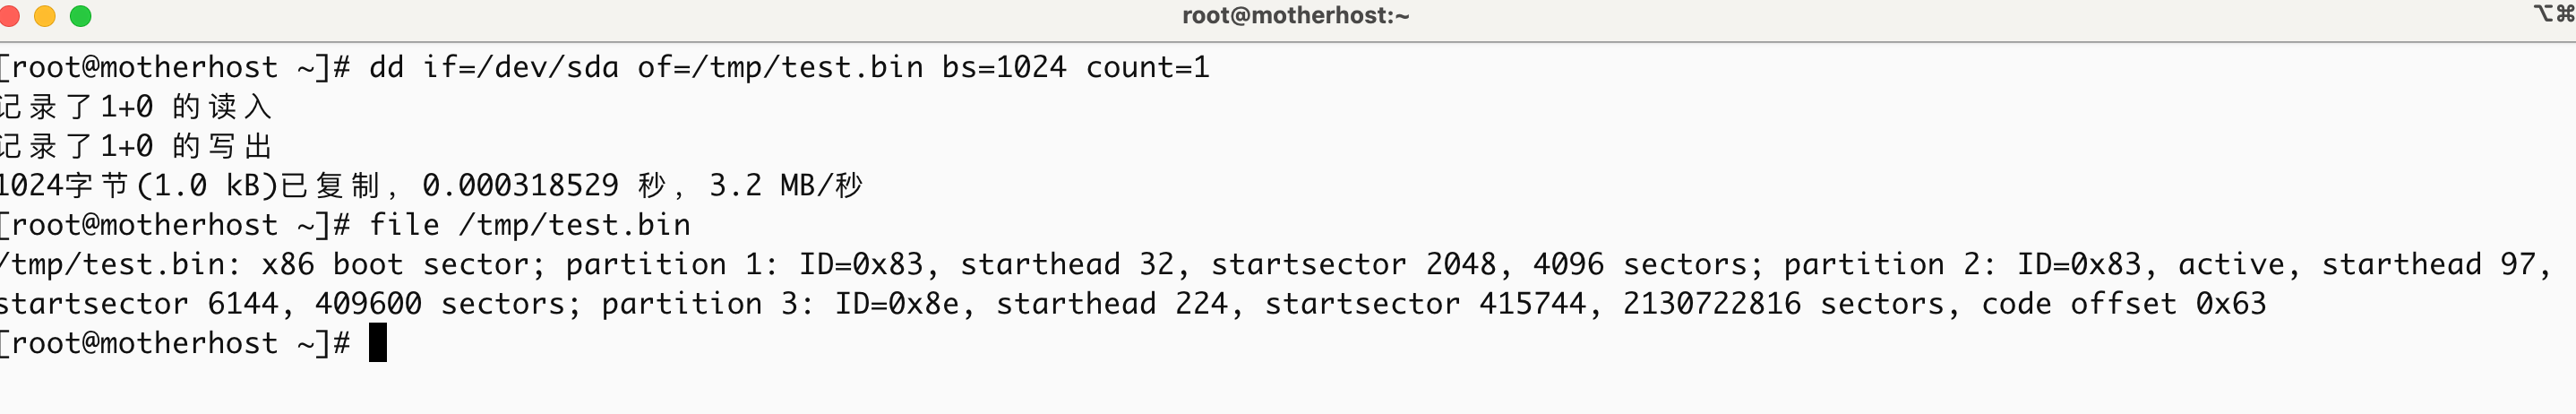 root@motherhost:~
⌥⌘
[root@motherhost ~]# dd if=/dev/sda of=/tmp/test.bin bs=1024 count=1
记录了1+0 的读入
记录了1+0 的写出
1024字节(1.0 kB)已复制, 0.000318529 秒, 3.2 MB/秒
[root@motherhost ~]# file /tmp/test.bin
/tmp/test.bin: x86 boot sector; partition 1: ID=0x83, starthead 32, startsector 2048, 4096 sectors; partition 2: ID=0x83, active, starthead 97,
startsector 6144, 409600 sectors; partition 3: ID=0x8e, starthead 224, startsector 415744, 2130722816 sectors, code offset 0x63
[root@motherhost ~]#